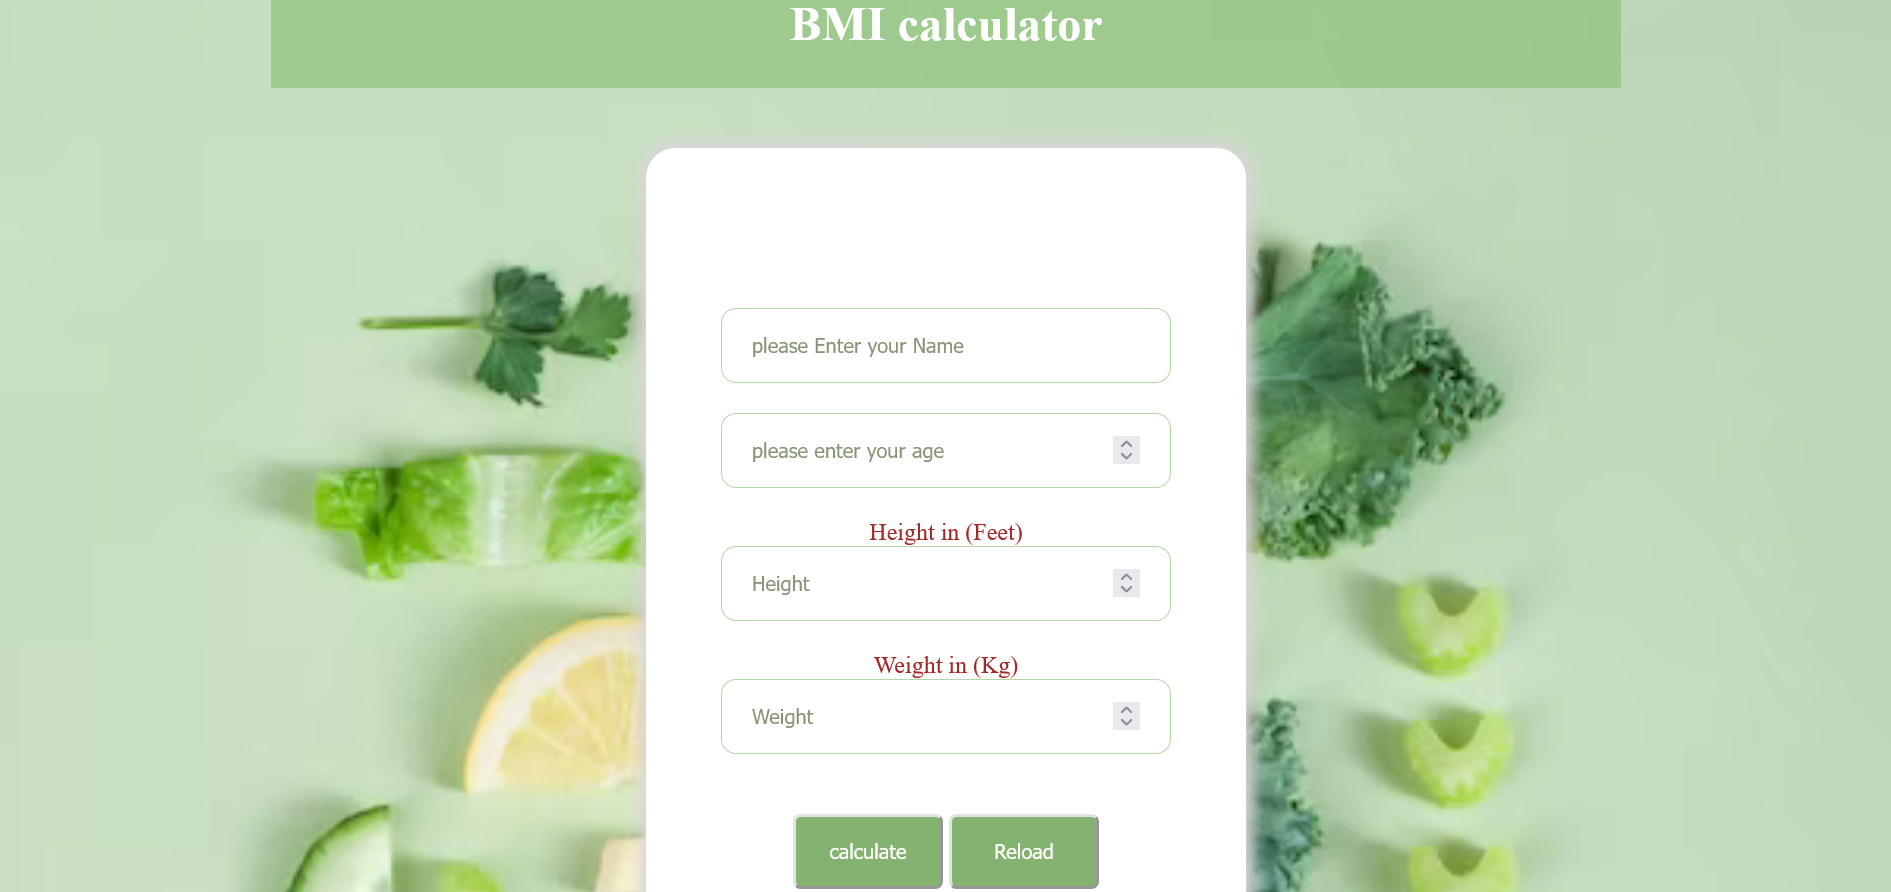 BMI calculator
please Enter your Name
please enter your age
Height in (Feet)
Height
Weight in (Kg)
Weight
calculate Reload